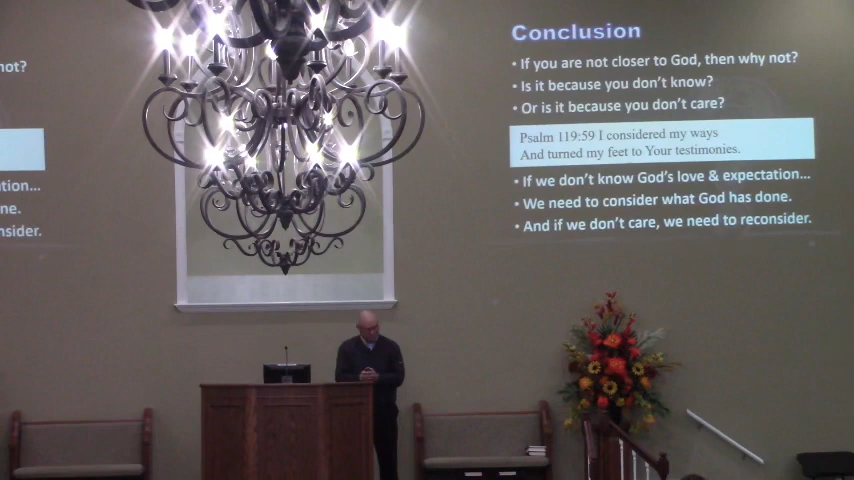 not?
tion...
ne.
nsider.
Conclusion
• If you are not closer to God, then why not?
• Is it because you don't know?
• Or is it because you don't care?
Psalm 119:59 I considered my ways
And turned my feet to Your testimonies.
• If we don't know God's love & expectation...
• We need to consider what God has done.
• And if we don't care, we need to reconsider.